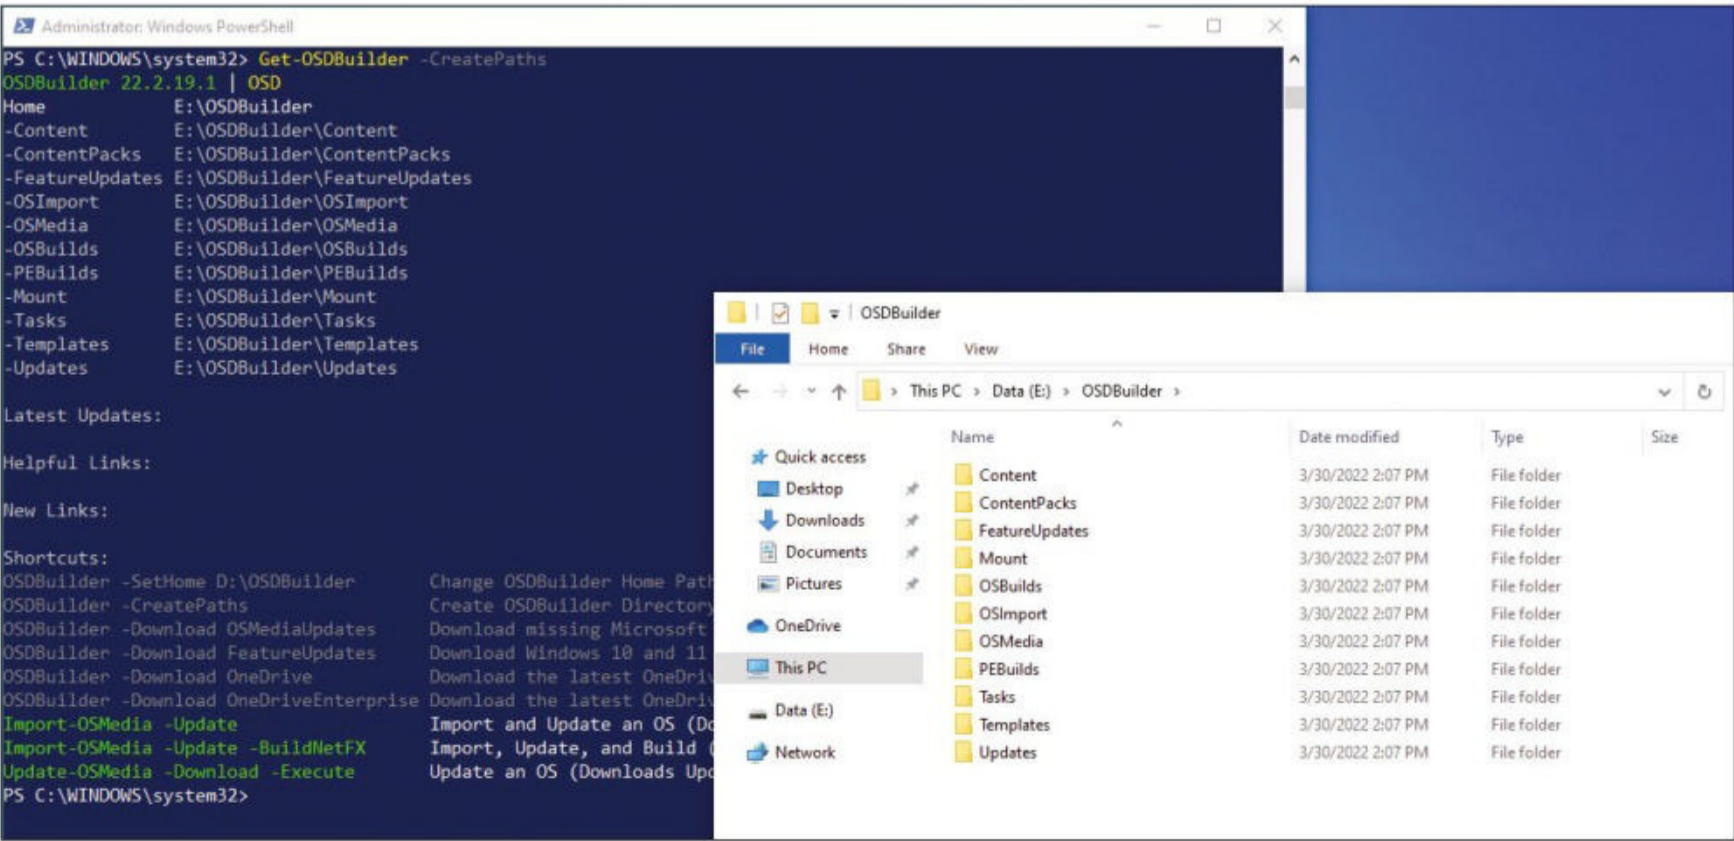 Administrator: Windows PowerShell
PS C:\WINDOWS\system32> Get-OSDBuilder -CreatePaths
OSDBuilder 22.2.19.1 | OSD
Home E:\OSDBuilder
-Content E:\OSDBuilder\Content
-ContentPacks E:\OSDBuilder\ContentPacks
-FeatureUpdates E:\OSDBuilder\FeatureUpdates
-OSImport E:\OSDBuilder\OSImport
-OSMedia E:\OSDBuilder\OSMedia
-OSBuilds E:\OSDBuilder\OSBuilds
-PEBuilds E:\OSDBuilder\PEBuilds
-Mount E:\OSDBuilder\Mount
-Tasks E:\OSDBuilder\Tasks
-Templates E:\OSDBuilder\Templates
-Updates E:\OSDBuilder\Updates
Latest Updates:
Helpful Links:
New Links:
Shortcuts:
OSDBuilder -SetHome D:\OSDBuilder Change OSDBuilder Home Path
OSDBuilder -CreatePaths Create OSDBuilder Directory
OSDBuilder -Download OSMediaUpdates Download missing Microsoft
OSDBuilder -Download FeatureUpdates Download Windows 10 and 11
OSDBuilder -Download OneDrive Download the latest OneDriv
OSDBuilder -Download OneDriveEnterprise Download the latest OneDriv
Import-OSMedia -Update Import and Update an OS (Do
Import-OSMedia -Update -BuildNetFX Import, Update, and Build (
Update-OSMedia -Download -Execute Update an OS (Downloads Upd
PS C:\WINDOWS\system32>
OSDBuilder
File Home Share View
This PC > Data (E:) > OSDBuilder >
Name Date modified Type Size
Quick access
Desktop
Downloads
Documents
Pictures
OneDrive
This PC
Data (E:)
Network
Content 3/30/2022 2:07 PM File folder
ContentPacks 3/30/2022 2:07 PM File folder
FeatureUpdates 3/30/2022 2:07 PM File folder
Mount 3/30/2022 2:07 PM File folder
OSBuilds 3/30/2022 2:07 PM File folder
OSImport 3/30/2022 2:07 PM File folder
OSMedia 3/30/2022 2:07 PM File folder
PEBuilds 3/30/2022 2:07 PM File folder
Tasks 3/30/2022 2:07 PM File folder
Templates 3/30/2022 2:07 PM File folder
Updates 3/30/2022 2:07 PM File folder